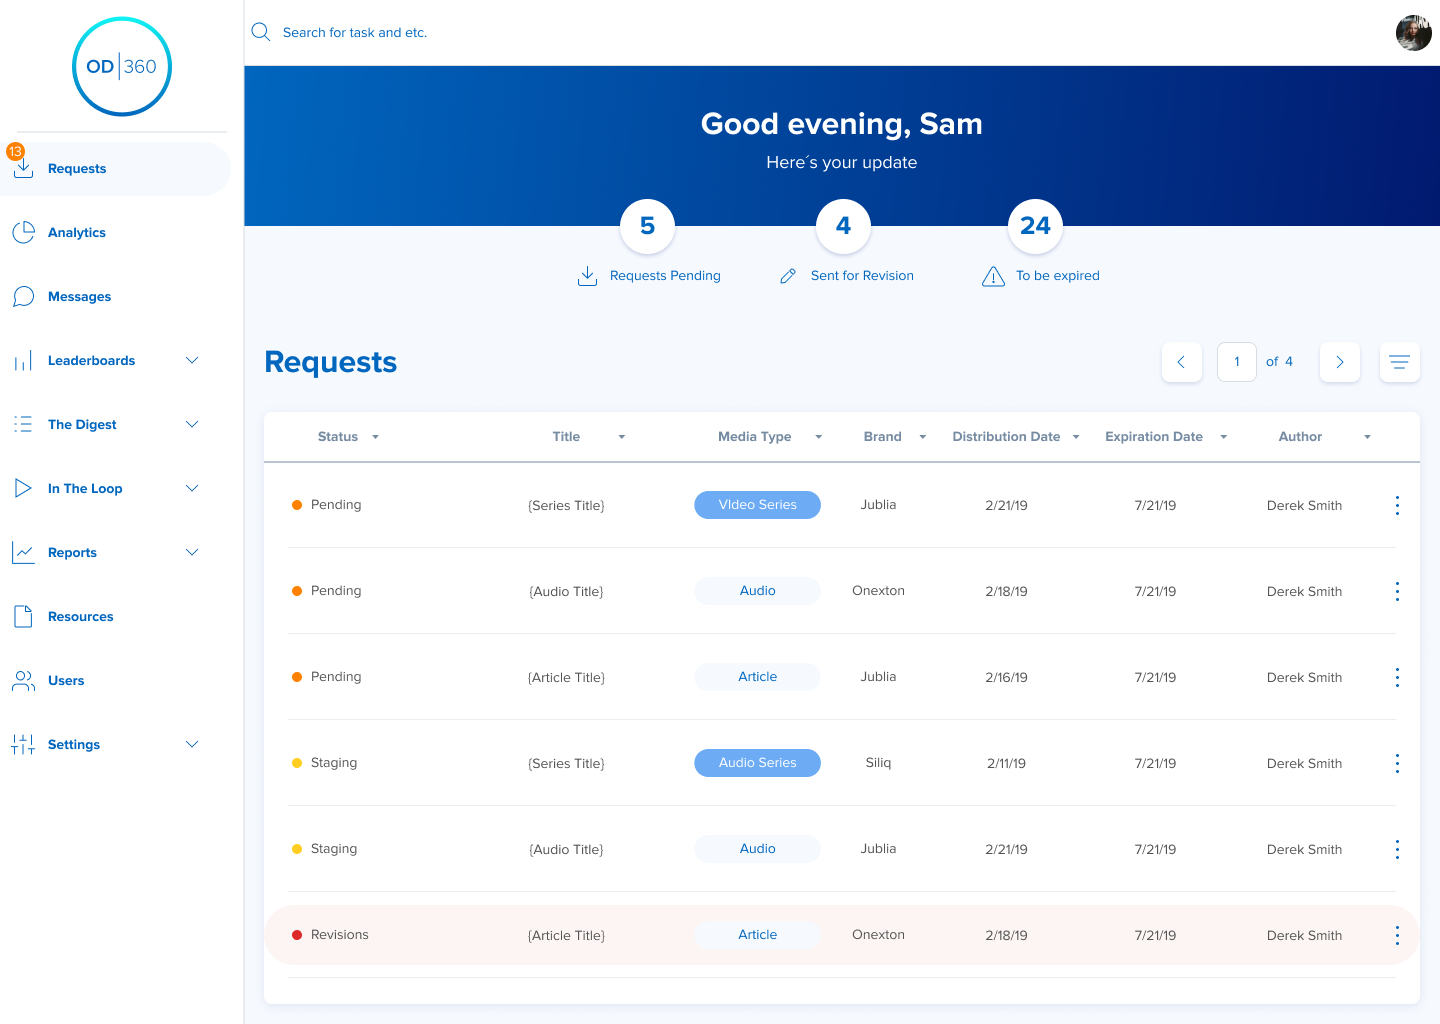 OD 360
Search for task and etc.
13
Requests
Analytics
Messages
Leaderboards
The Digest
In The Loop
Reports
Resources
Users
Settings
Good evening, Sam
Here´s your update
5 4 24
Requests Pending Sent for Revision To be expired
Requests
1 of 4
Status Title Media Type Brand Distribution Date Expiration Date Author
Pending {Series Title} VIdeo Series Jublia 2/21/19 7/21/19 Derek Smith
Pending {Audio Title} Audio Onexton 2/18/19 7/21/19 Derek Smith
Pending {Article Title} Article Jublia 2/16/19 7/21/19 Derek Smith
Staging {Series Title} Audio Series Siliq 2/11/19 7/21/19 Derek Smith
Staging {Audio Title} Audio Jublia 2/21/19 7/21/19 Derek Smith
Revisions {Article Title} Article Onexton 2/18/19 7/21/19 Derek Smith